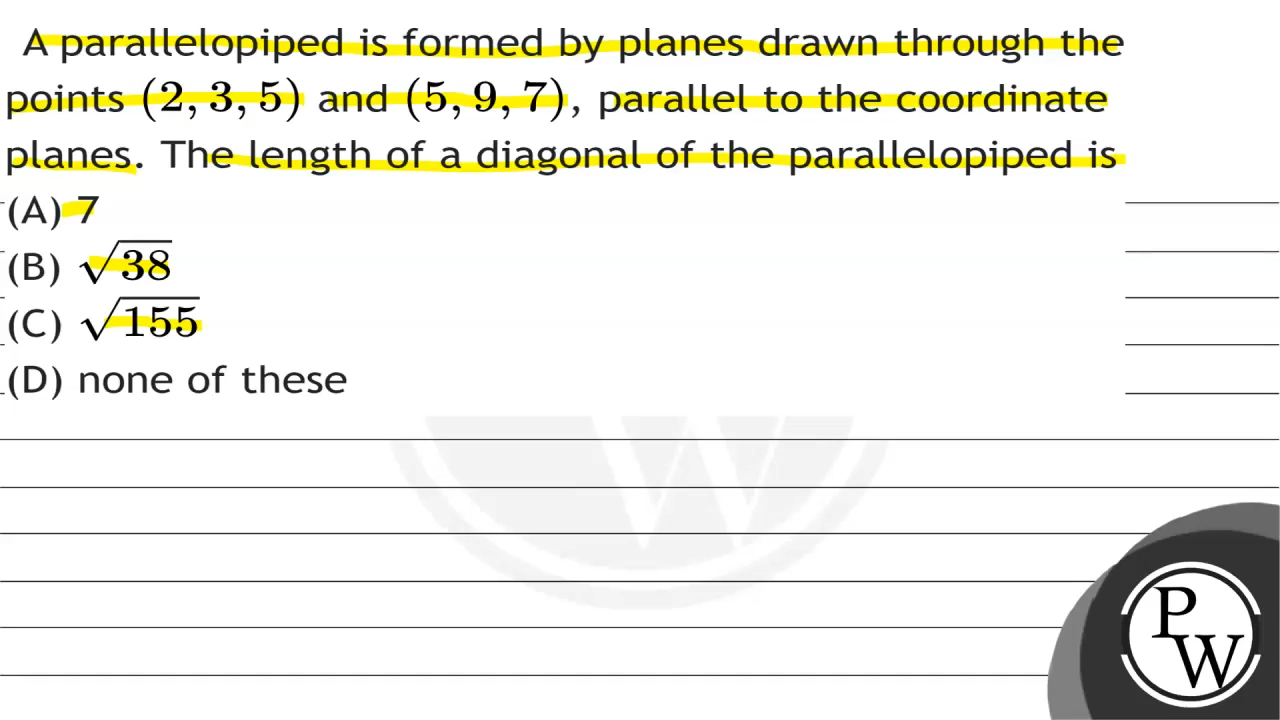 A parallelopiped is formed by planes drawn through the
points (2, 3, 5) and (5, 9, 7), parallel to the coordinate
planes. The length of a diagonal of the parallelopiped is
(A) 7
(B) √38
(C) √155
(D) none of these
W
P
W